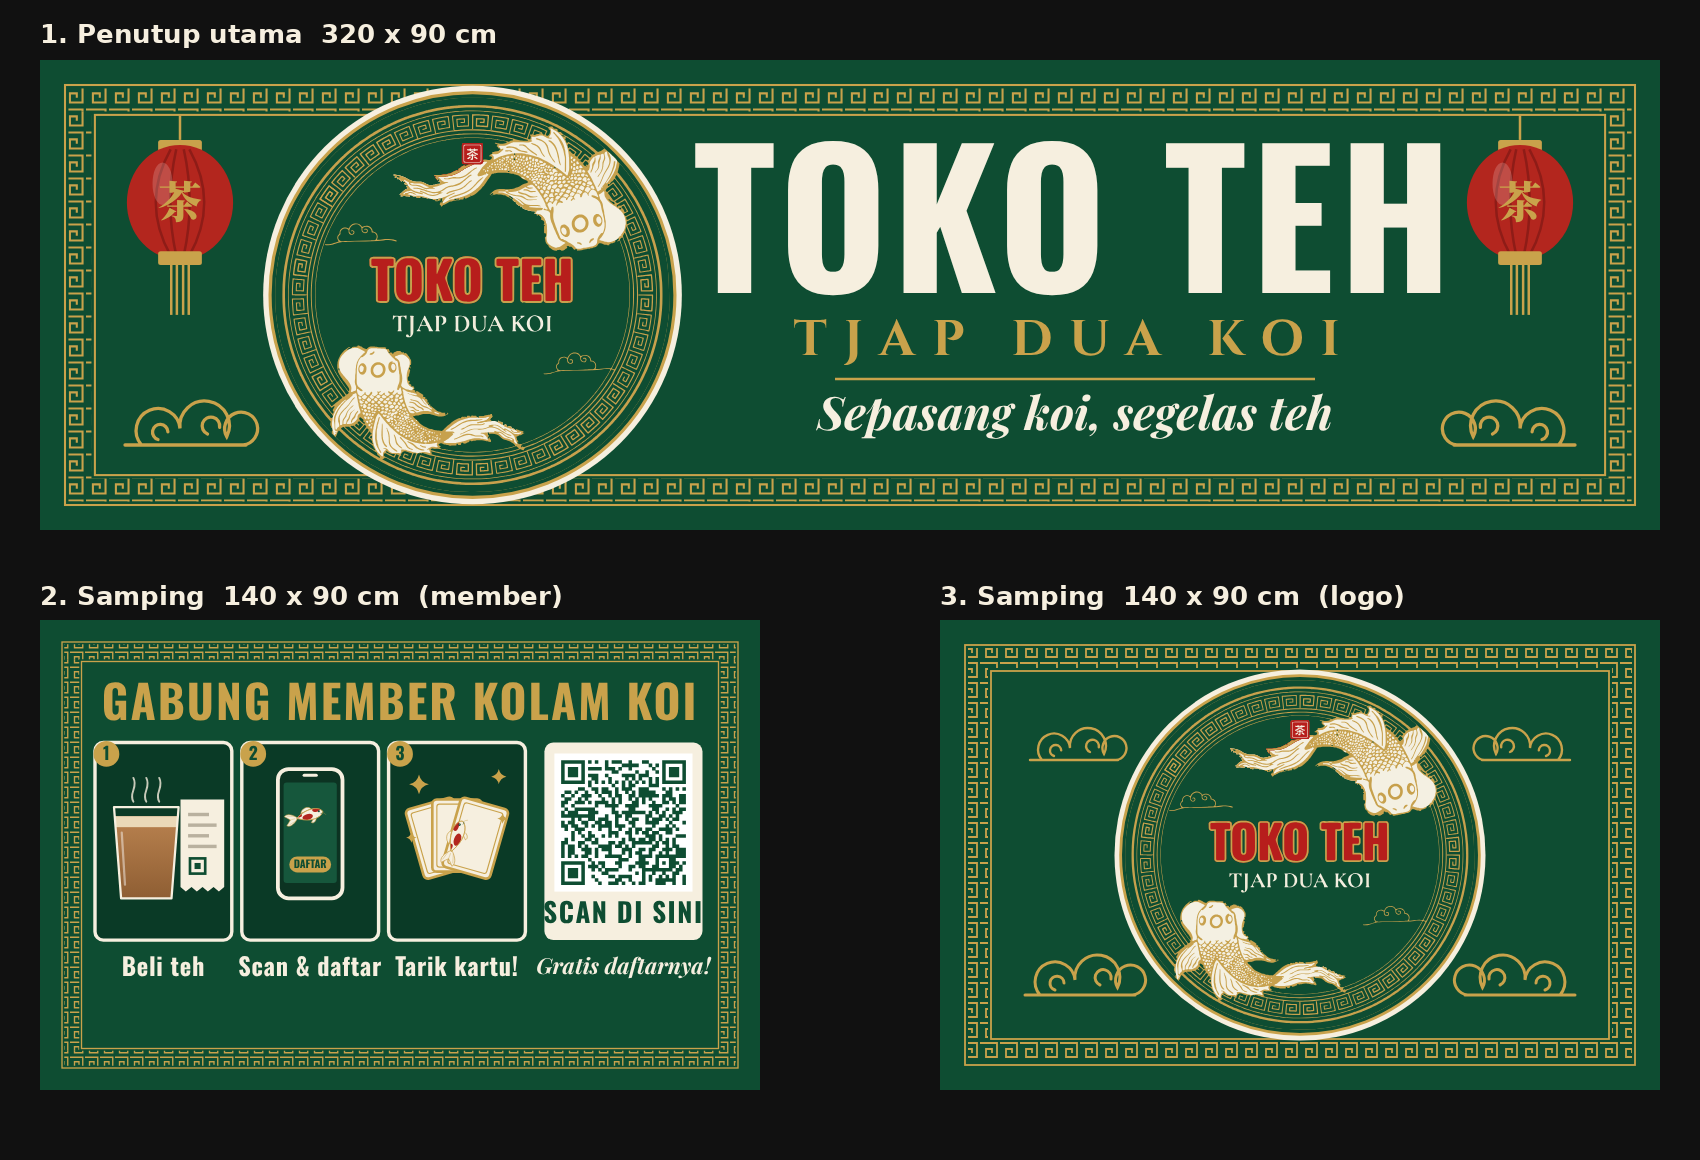 1. Penutup utama  320 x 90 cm
茶
茶
TOKO TEH
TJAP DUA KOI
TOKO TEH
TJAP DUA KOI
Sepasang koi, segelas teh
茶
2. Samping  140 x 90 cm  (member)
GABUNG MEMBER KOLAM KOI
1
2
3
DAFTAR
SCAN DI SINI
Beli teh
Scan & daftar
Tarik kartu!
Gratis daftarnya!
3. Samping  140 x 90 cm  (logo)
茶
TOKO TEH
TJAP DUA KOI